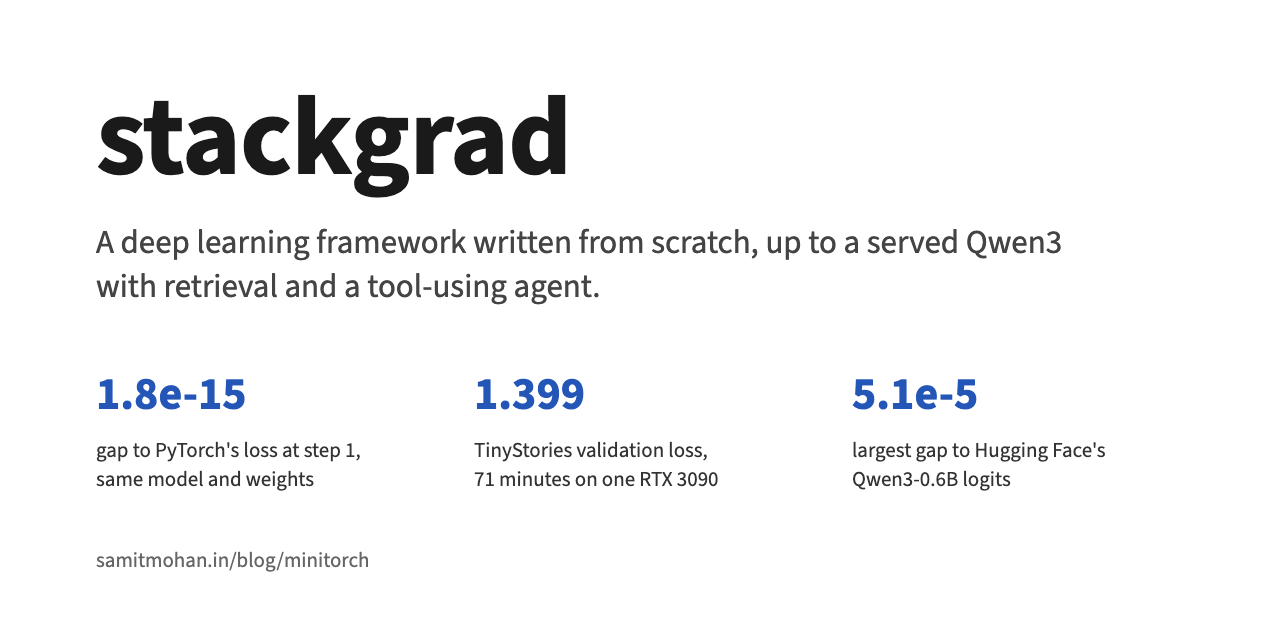 stackgrad
A deep learning framework written from scratch, up to a served Qwen3
with retrieval and a tool-using agent.
1.8e-15
gap to PyTorch's loss at step 1,
same model and weights
1.399
TinyStories validation loss,
71 minutes on one RTX 3090
5.1e-5
largest gap to Hugging Face's
Qwen3-0.6B logits
samitmohan.in/blog/minitorch